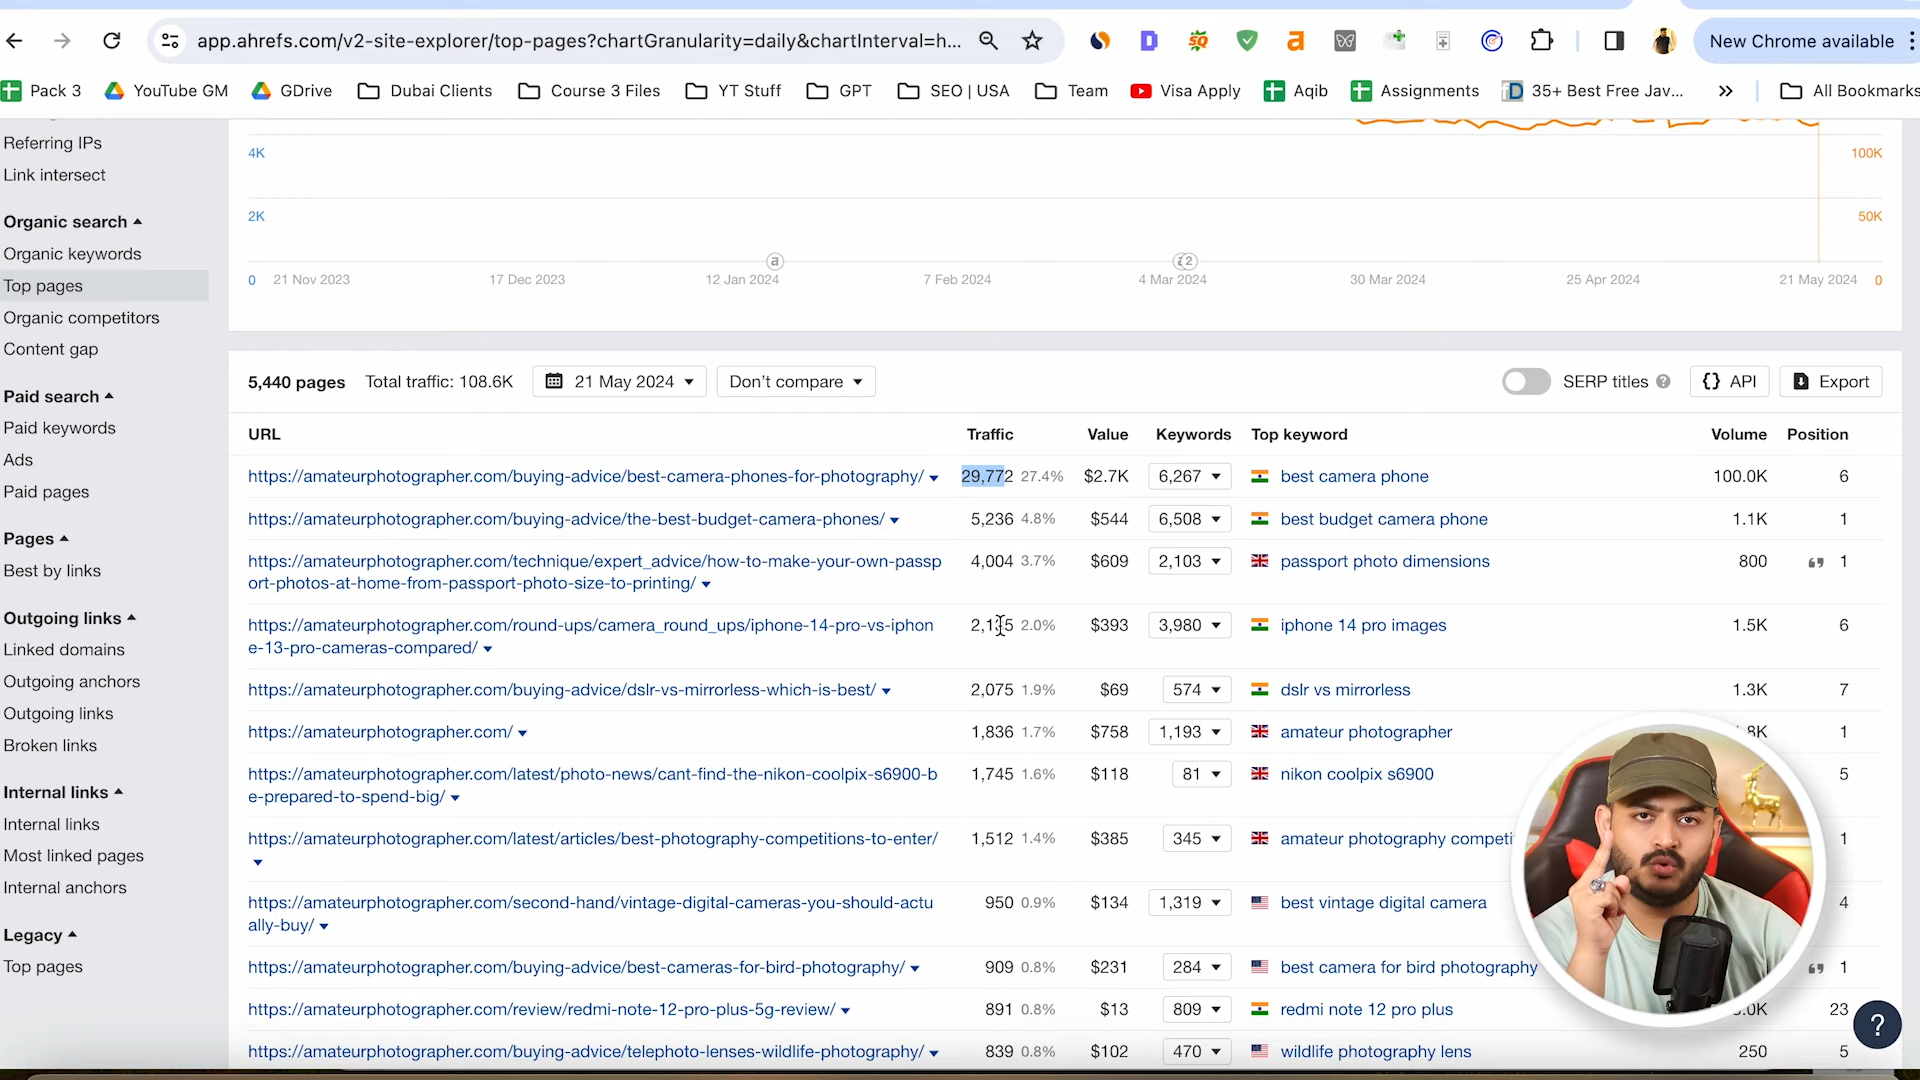 app.ahrefs.com/v2-site-explorer/top-pages?chartGranularity=daily&chartInterval=h...
New Chrome available
Pack 3
YouTube GM
GDrive
Dubai Clients
Course 3 Files
YT Stuff
GPT
SEO | USA
Team
Visa Apply
Aqib
Assignments
35+ Best Free Jav...
All Bookmarks
Referring IPs
Link intersect
Organic search
Organic keywords
Top pages
Organic competitors
Content gap
Paid search
Paid keywords
Ads
Paid pages
Pages
Best by links
Outgoing links
Linked domains
Outgoing anchors
Outgoing links
Broken links
Internal links
Internal links
Most linked pages
Internal anchors
Legacy
Top pages
4K 100K
2K 50K
a 2
0 21 Nov 2023 17 Dec 2023 12 Jan 2024 7 Feb 2024 4 Mar 2024 30 Mar 2024 25 Apr 2024 21 May 2024 0
5,440 pages Total traffic: 108.6K 21 May 2024 Don't compare SERP titles ? API Export
URL Traffic Value Keywords Top keyword Volume Position
https://amateurphotographer.com/buying-advice/best-camera-phones-for-photography/ 29,772 27.4% $2.7K 6,267 best camera phone 100.0K 6
https://amateurphotographer.com/buying-advice/the-best-budget-camera-phones/ 5,236 4.8% $544 6,508 best budget camera phone 1.1K 1
https://amateurphotographer.com/technique/expert_advice/how-to-make-your-own-passp 4,004 3.7% $609 2,103 passport photo dimensions 800 1
ort-photos-at-home-from-passport-photo-size-to-printing/
https://amateurphotographer.com/round-ups/camera_round_ups/iphone-14-pro-vs-iphon 2.0% $393 3,980 iphone 14 pro images 1.5K 6
e-13-pro-cameras-compared/
https://amateurphotographer.com/buying-advice/dslr-vs-mirrorless-which-is-best/ 2,075 1.9% $69 574 dslr vs mirrorless 1.3K 7
https://amateurphotographer.com/ 1,836 1.7% $758 1,193 amateur photographer 1
https://amateurphotographer.com/latest/photo-news/cant-find-the-nikon-coolpix-s6900-b 1,745 1.6% $118 81 nikon coolpix s6900 5
e-prepared-to-spend-big/
https://amateurphotographer.com/latest/articles/best-photography-competitions-to-enter/ 1,512 1.4% $385 345 amateur photography competi 1
https://amateurphotographer.com/second-hand/vintage-digital-cameras-you-should-actu 950 0.9% $134 1,319 best vintage digital camera 4
ally-buy/
https://amateurphotographer.com/buying-advice/best-cameras-for-bird-photography/ 909 0.8% $231 284 best camera for bird photography 1
https://amateurphotographer.com/review/redmi-note-12-pro-plus-5g-review/ 891 0.8% $13 809 redmi note 12 pro plus 23
https://amateurphotographer.com/buying-advice/telephoto-lenses-wildlife-photography/ 839 0.8% $102 470 wildlife photography lens 250 5
?